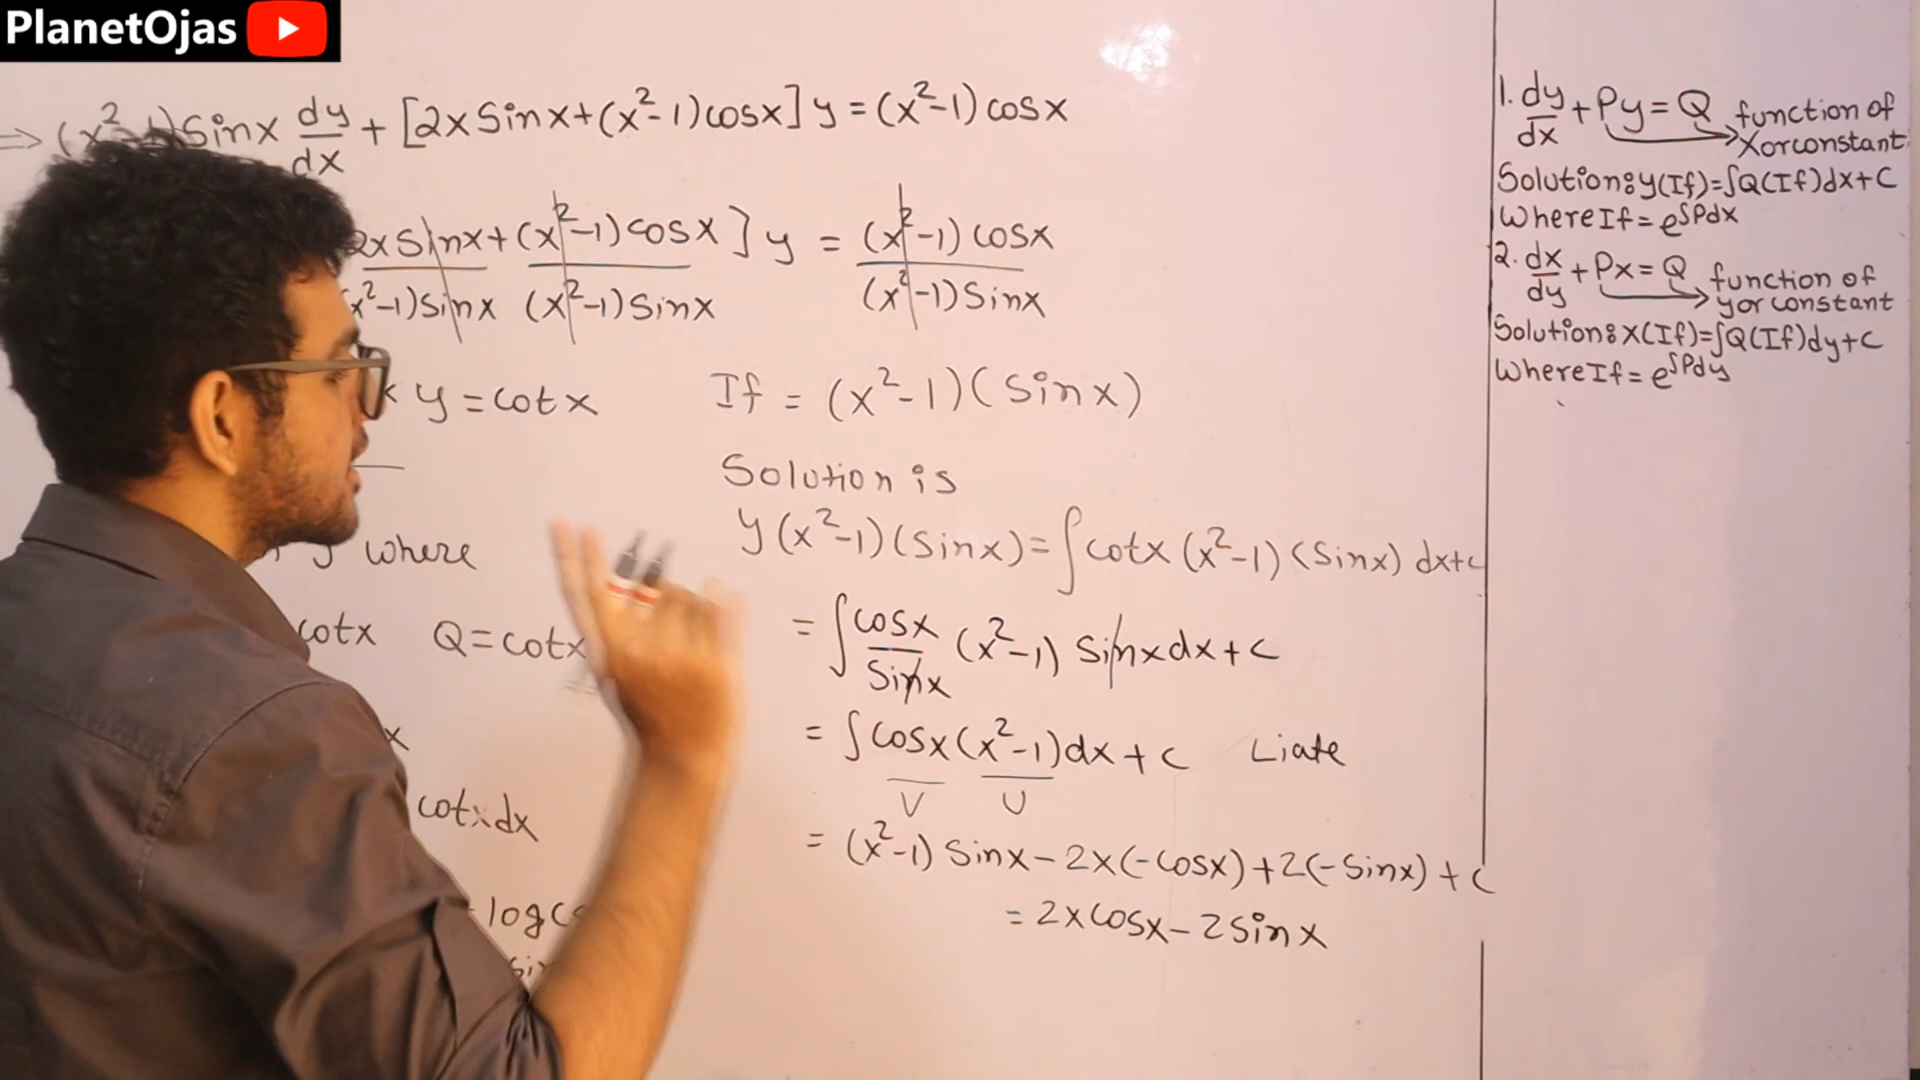 PlanetOjas
⇒ (x²-1)Sinx dy/dx + [2xSinx+(x²-1)cosx] y = (x²-1) cosx
2xSinx/(x²-1)Sinx + (x²-1)cosx/(x²-1)Sinx ] y = (x²-1)cosx/(x²-1)Sinx
x y = cotx
where
cotx Q = cotx
x
cotxdx
log
If = (x²-1)(Sinx)
Solution is
y(x²-1)(Sinx) = ∫cotx(x²-1)(Sinx) dx+c
= ∫cosx/Sinx (x²-1) Sinxdx + c
= ∫cosx(x²-1)dx + c Liate
V U
= (x²-1) Sinx - 2x(-cosx) + 2(-Sinx) + c
= 2xcosx - 2Sinx
1. dy/dx + Py = Q function of
X or constant
Solution: y(If)=∫Q(If)dx+C
Where If = e^∫Pdx
2. dx/dy + Px = Q function of
y or constant
Solution: X(If)=∫Q(If)dy+C
Where If = e^∫Pdy